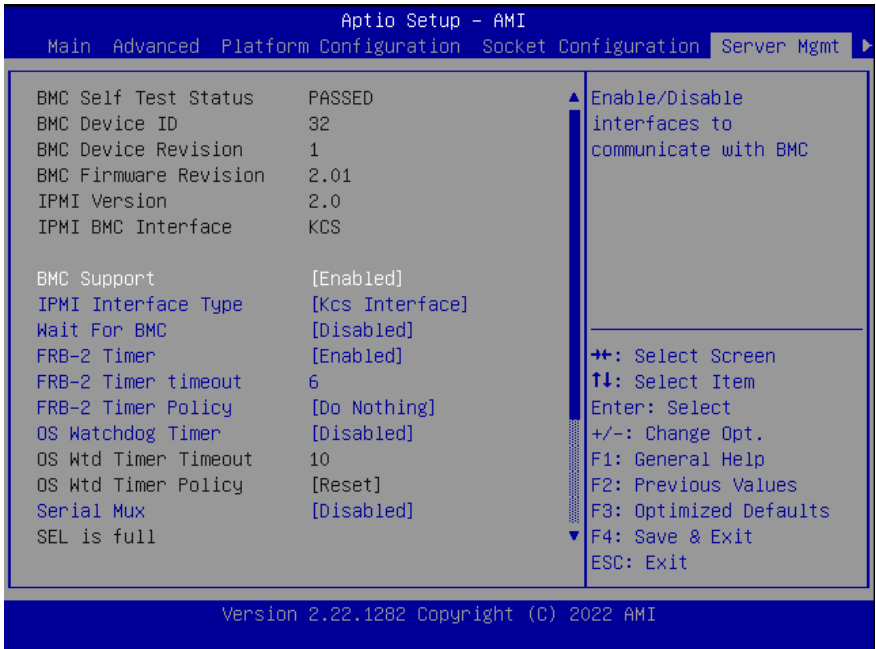 Aptio Setup – AMI
Main Advanced Platform Configuration Socket Configuration Server Mgmt
BMC Self Test Status PASSED
BMC Device ID 32
BMC Device Revision 1
BMC Firmware Revision 2.01
IPMI Version 2.0
IPMI BMC Interface KCS
BMC Support [Enabled]
IPMI Interface Type [Kcs Interface]
Wait For BMC [Disabled]
FRB-2 Timer [Enabled]
FRB-2 Timer timeout 6
FRB-2 Timer Policy [Do Nothing]
OS Watchdog Timer [Disabled]
OS Wtd Timer Timeout 10
OS Wtd Timer Policy [Reset]
Serial Mux [Disabled]
SEL is full
Enable/Disable
interfaces to
communicate with BMC
→←: Select Screen
↑↓: Select Item
Enter: Select
+/-: Change Opt.
F1: General Help
F2: Previous Values
F3: Optimized Defaults
F4: Save & Exit
ESC: Exit
Version 2.22.1282 Copyright (C) 2022 AMI